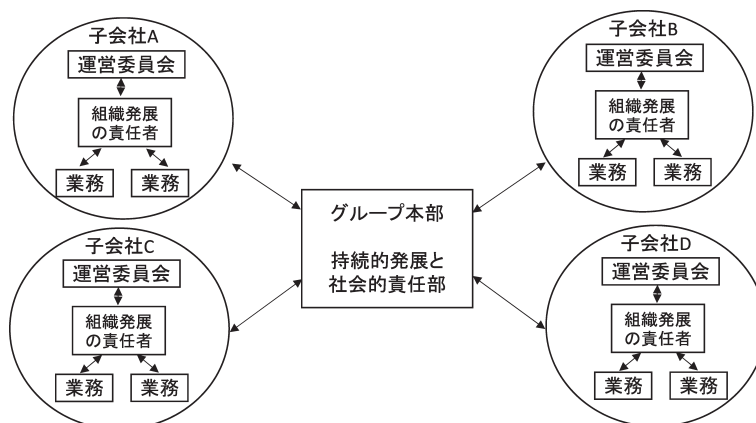 子会社A
運営委員会
組織発展
の責任者
業務 業務
子会社B
運営委員会
組織発展
の責任者
業務 業務
グループ本部
持続的発展と
社会的責任部
子会社C
運営委員会
組織発展
の責任者
業務 業務
子会社D
運営委員会
組織発展
の責任者
業務 業務